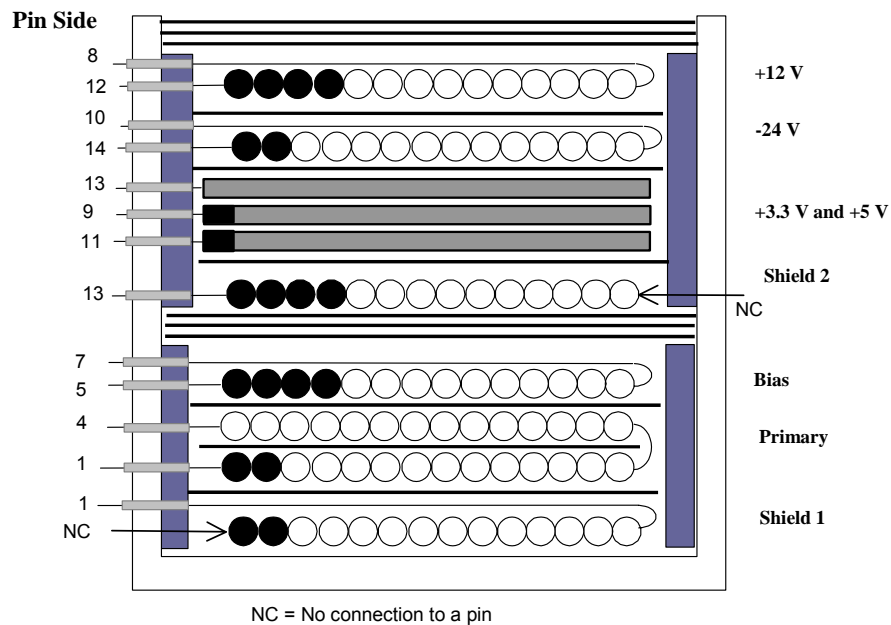 Pin Side
8
12
+12 V
10
14
-24 V
13
9
11
+3.3 V and +5 V
13
Shield 2
NC
7
5
Bias
4
1
Primary
1
NC
Shield 1
NC = No connection to a pin